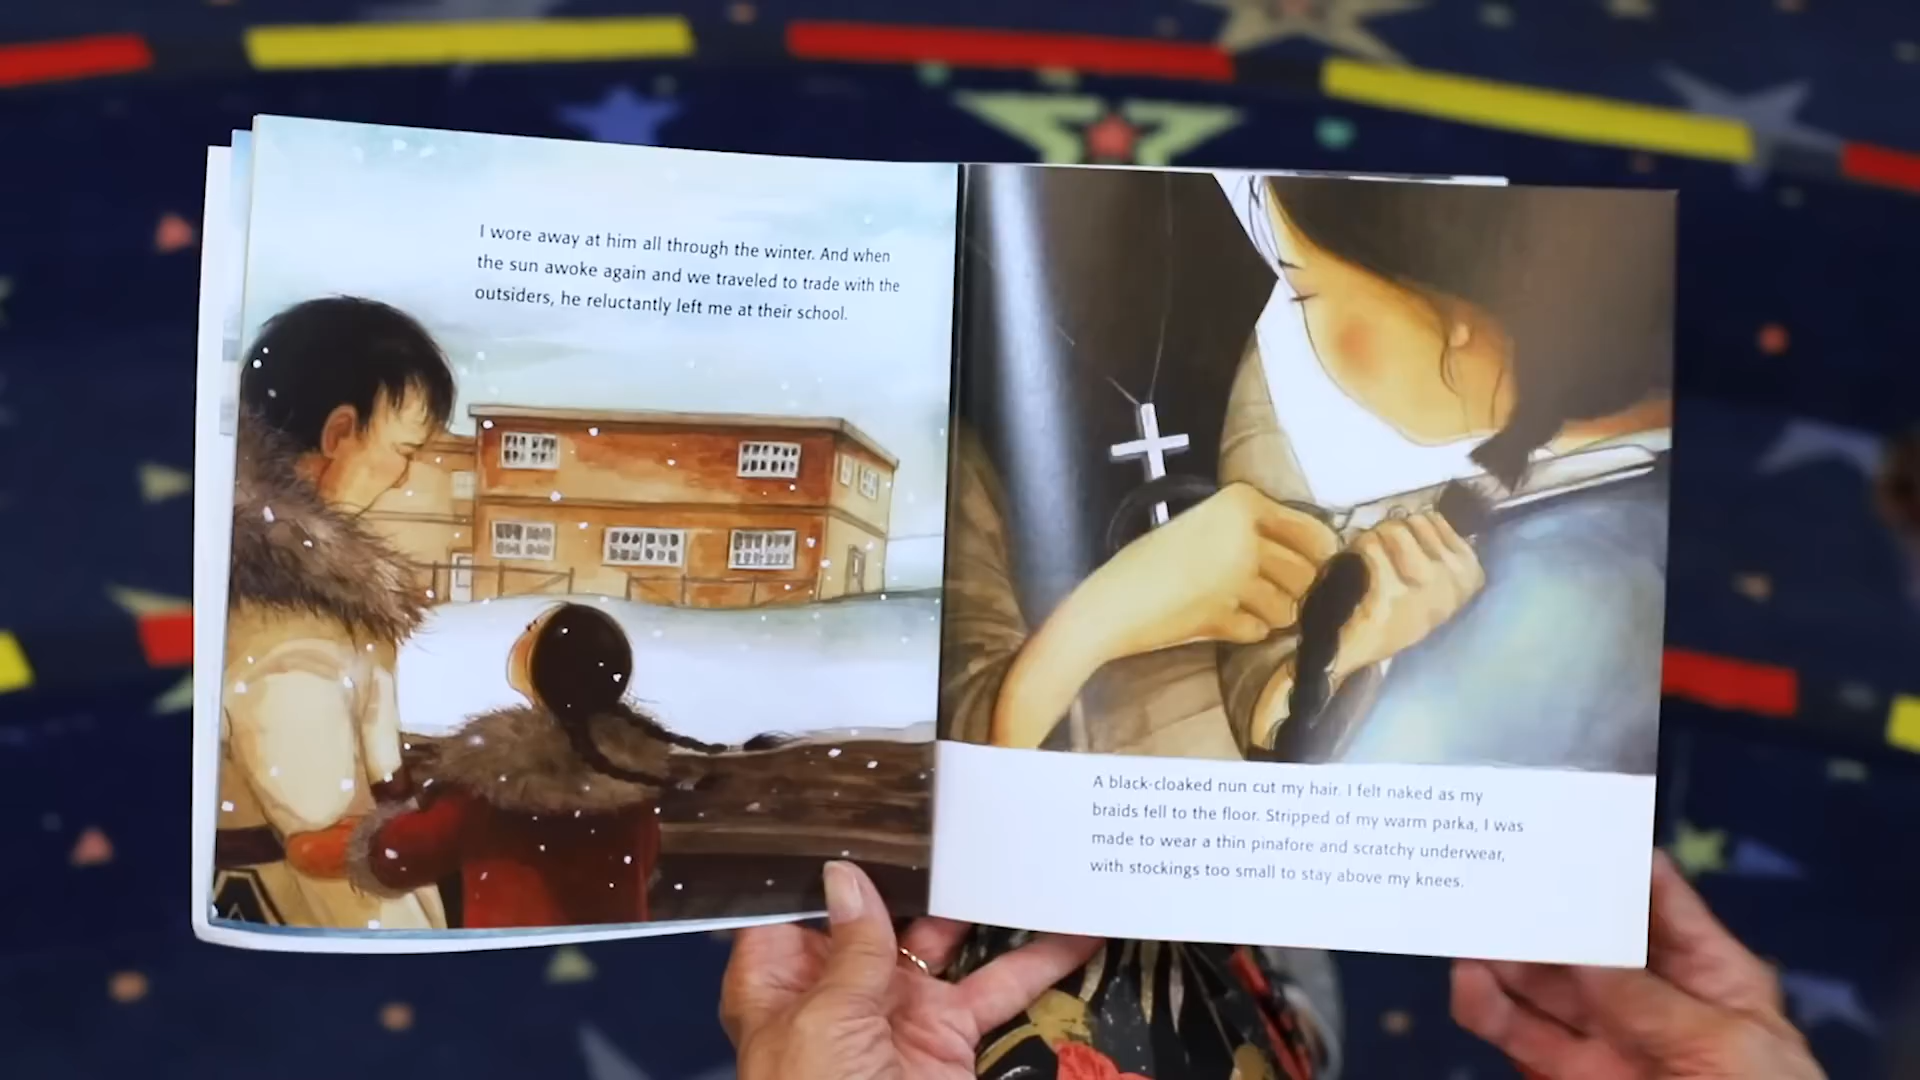 I wore away at him all through the winter. And when
the sun awoke again and we traveled to trade with the
outsiders, he reluctantly left me at their school.
A black-cloaked nun cut my hair. I felt naked as my
braids fell to the floor. Stripped of my warm parka, I was
made to wear a thin pinafore and scratchy underwear,
with stockings too small to stay above my knees.